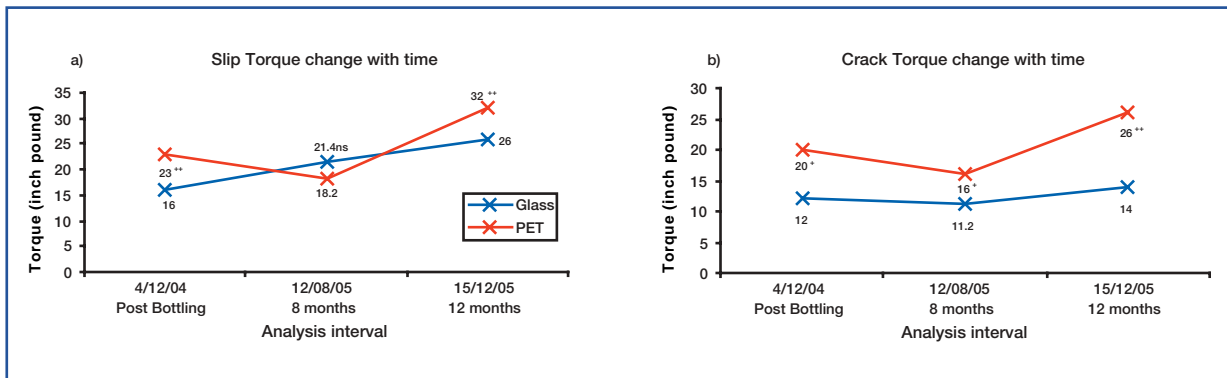 a) Slip Torque change with time
Torque (inch pound)
35
30
25
20
15
10
5
0
23 ++
16
21.4ns
18.2
32 ++
26
Glass
PET
4/12/04 12/08/05 15/12/05
Post Bottling 8 months 12 months
Analysis interval
b) Crack Torque change with time
Torque (inch pound)
30
25
20
15
10
5
0
20 +
12
16 +
11.2
26 ++
14
4/12/04 12/08/05 15/12/05
Post Bottling 8 months 12 months
Analysis interval